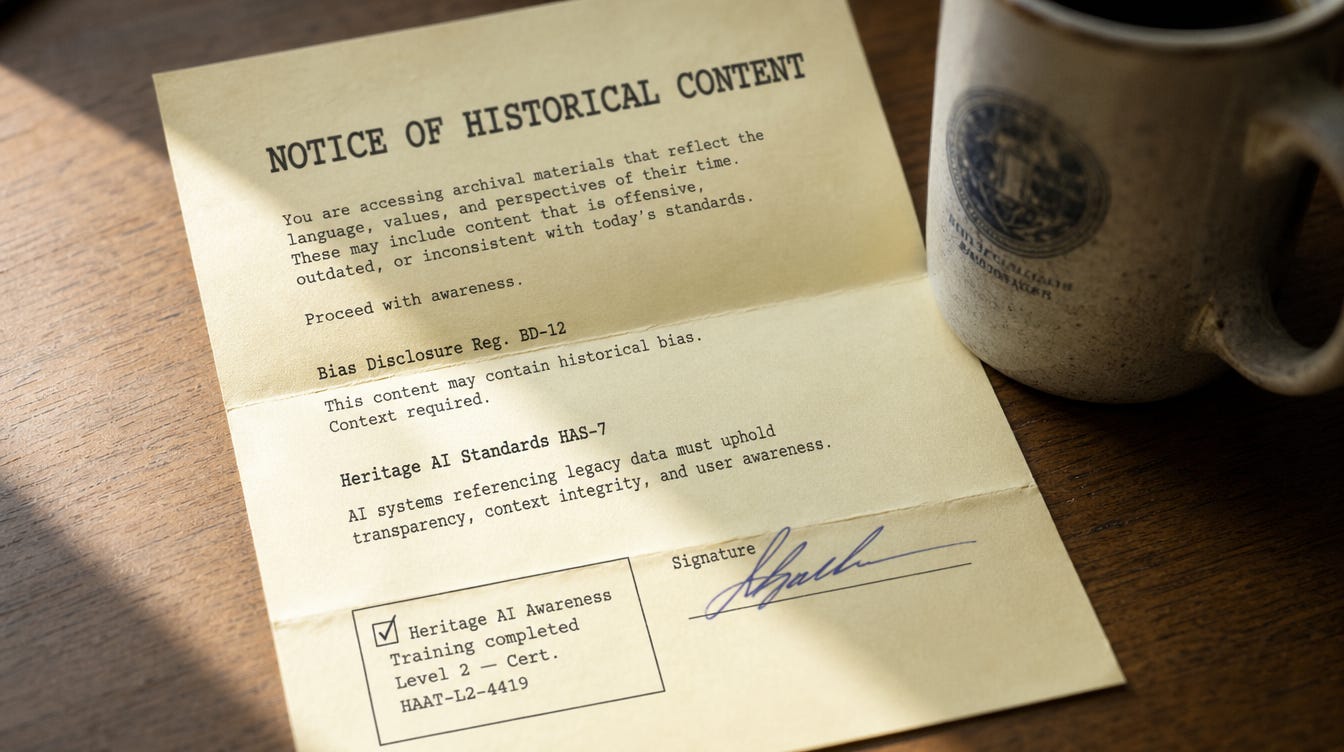 NOTICE OF HISTORICAL CONTENT
You are accessing archival materials that reflect the
language, values, and perspectives of their time.
These may include content that is offensive,
outdated, or inconsistent with today's standards.
Proceed with awareness.
Bias Disclosure Reg. BD-12
This content may contain historical bias.
Context required.
Heritage AI Standards HAS-7
AI systems referencing legacy data must uphold
transparency, context integrity, and user awareness.
☑ Heritage AI Awareness
Training completed
Level 2 — Cert.
HAAT-L2-4419
Signature